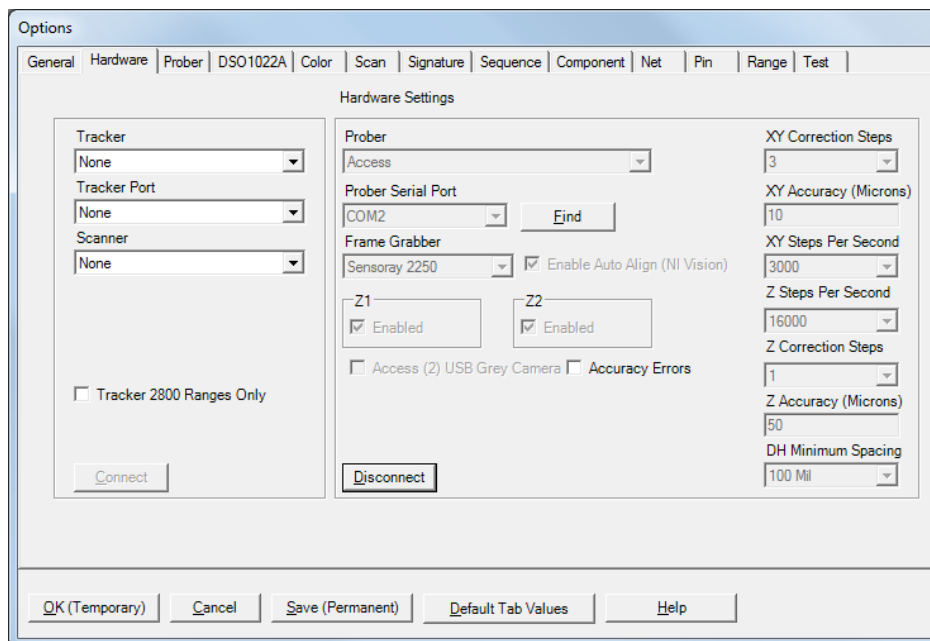 Options
General Hardware Prober DSO1022A Color Scan Signature Sequence Component Net Pin Range Test
Hardware Settings
Tracker
None
Tracker Port
None
Scanner
None
Tracker 2800 Ranges Only
Connect
Prober
Access
Prober Serial Port
COM2 Find
Frame Grabber
Sensoray 2250 Enable Auto Align (NI Vision)
Z1 Z2
Enabled Enabled
Access (2) USB Grey Camera Accuracy Errors
Disconnect
XY Correction Steps
3
XY Accuracy (Microns)
10
XY Steps Per Second
3000
Z Steps Per Second
16000
Z Correction Steps
1
Z Accuracy (Microns)
50
DH Minimum Spacing
100 Mil
OK (Temporary) Cancel Save (Permanent) Default Tab Values Help